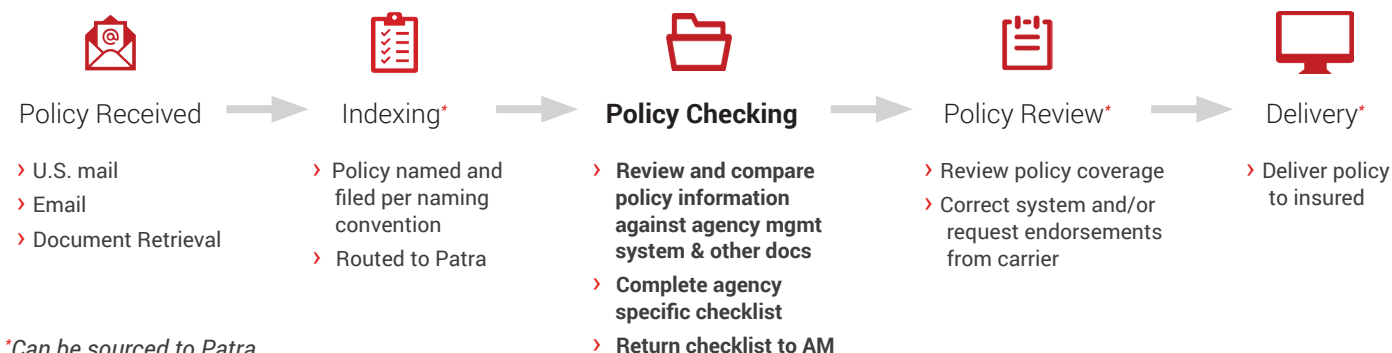 @
Policy Received
› U.S. mail
› Email
› Document Retrieval
Indexing*
› Policy named and
filed per naming
convention
› Routed to Patra
Policy Checking
› Review and compare
policy information
against agency mgmt
system & other docs
› Complete agency
specific checklist
› Return checklist to AM
Policy Review*
› Review policy coverage
› Correct system and/or
request endorsements
from carrier
Delivery*
› Deliver policy
to insured
*Can be sourced to Patra